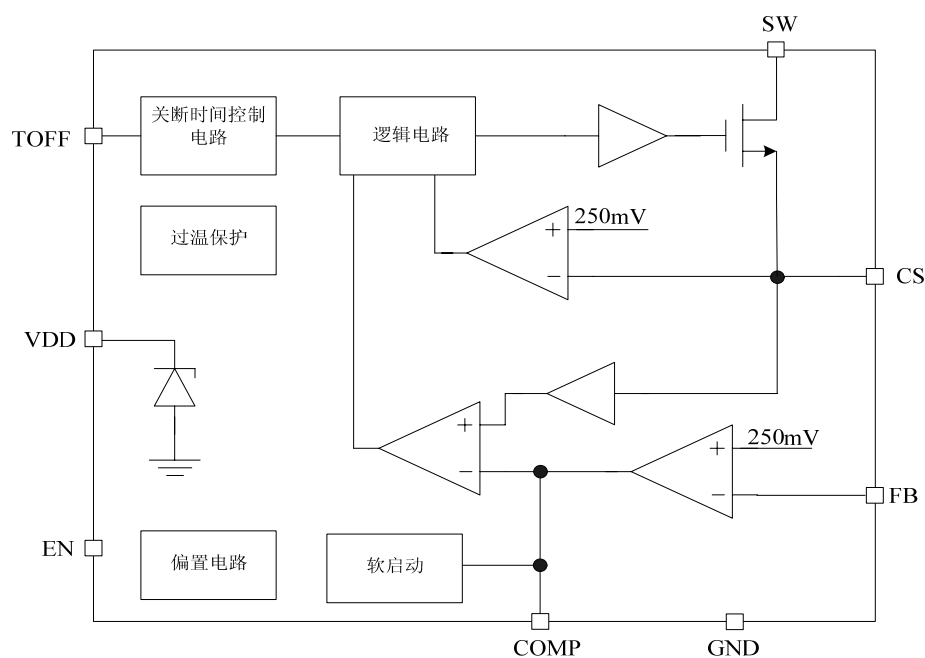 SW
TOFF
关断时间控制
电路
逻辑电路
+
250mV
−
过温保护
CS
VDD
+
−
+
250mV
−
FB
EN
偏置电路
软启动
COMP
GND